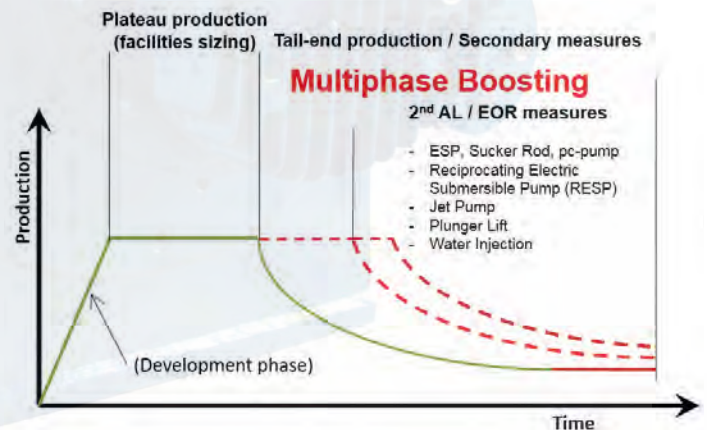 Plateau production
(facilities sizing)
Tail-end production / Secondary measures
Multiphase Boosting
2nd AL / EOR measures
- ESP, Sucker Rod, pc-pump
- Reciprocating Electric
Submersible Pump (RESP)
- Jet Pump
- Plunger Lift
- Water Injection
Production
(Development phase)
Time